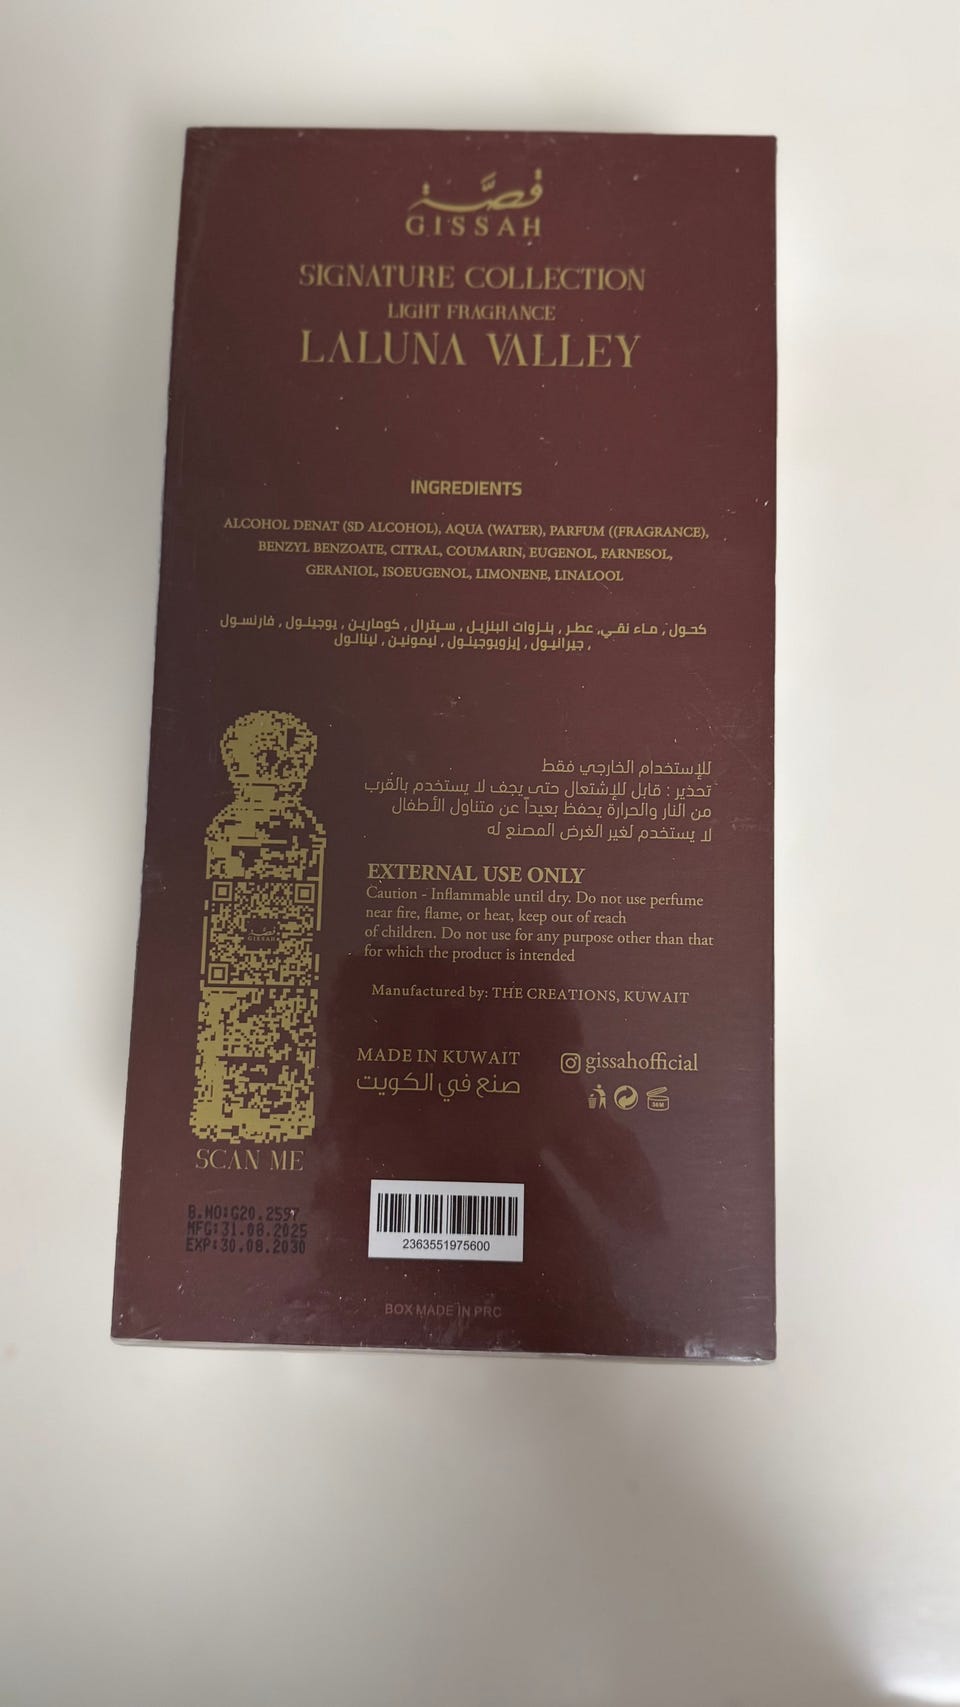 قصّة
GISSAH
SIGNATURE COLLECTION
LIGHT FRAGRANCE
LALUNA VALLEY
INGREDIENTS
ALCOHOL DENAT (SD ALCOHOL), AQUA (WATER), PARFUM ((FRAGRANCE),
BENZYL BENZOATE, CITRAL, COUMARIN, EUGENOL, FARNESOL,
GERANIOL, ISOEUGENOL, LIMONENE, LINALOOL
كحول , ماء نقي, عطر , بنزوات البنزيل , سيترال , كومارين , يوجينول , فارنسول
, جيرانيول , إيزويوجينول , ليمونين , لينالول
للإستخدام الخارجي فقط
تحذير : قابل للإشتعال حتى يجف لا يستخدم بالقرب
من النار والحرارة يحفظ بعيداً عن متناول الأطفال
لا يستخدم لغير الغرض المصنع له
EXTERNAL USE ONLY
Caution - Inflammable until dry. Do not use perfume
near fire, flame, or heat, keep out of reach
of children. Do not use for any purpose other than that
for which the product is intended
Manufactured by: THE CREATIONS, KUWAIT
MADE IN KUWAIT
صنع في الكويت
gissahofficial
36M
قصّة
GISSAH
SCAN ME
B.NO:G20.2597
MFG:31.08.2025
EXP:30.08.2030
2363551975600
BOX MADE IN PRC